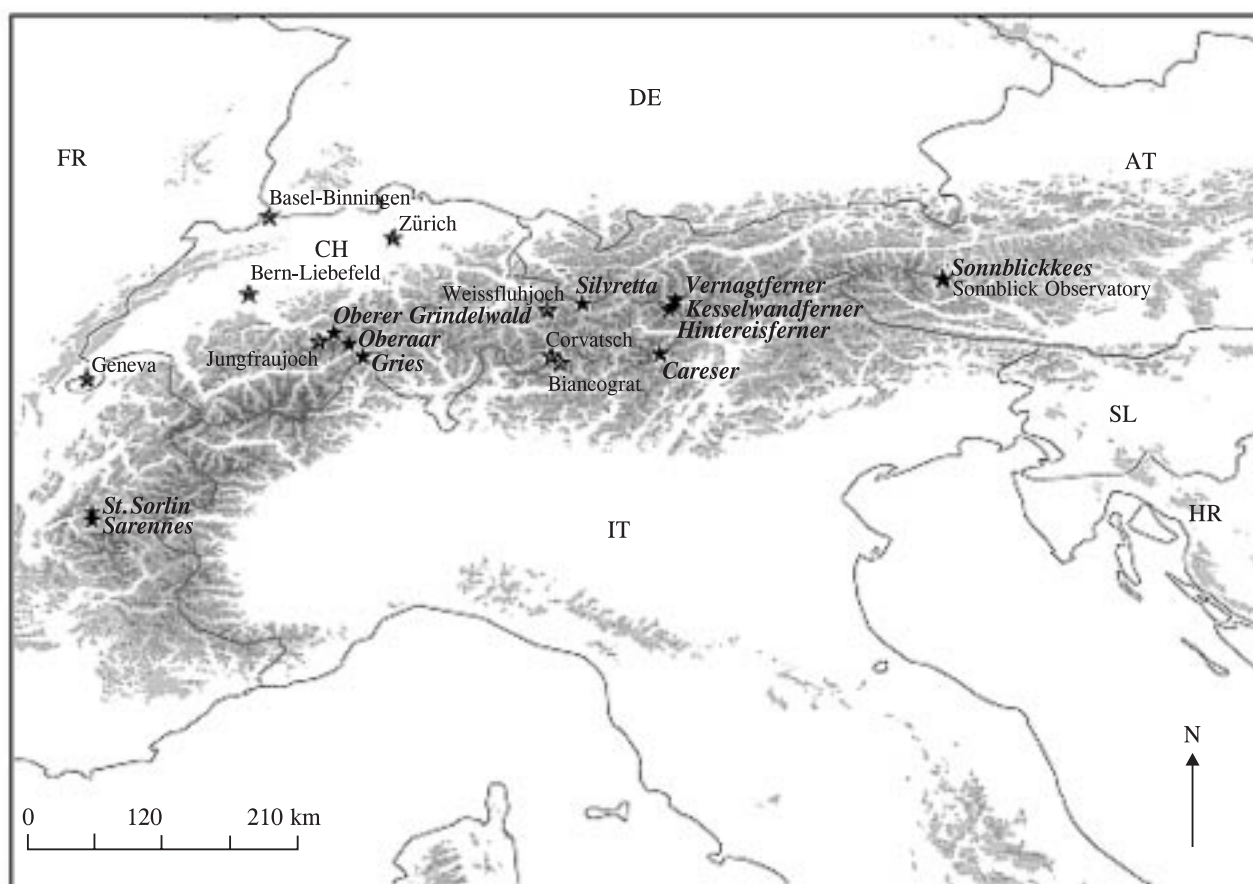 DE
FR
AT
Basel-Binningen
Zürich
CH
Bern-Liebefeld
Sonnblickkees
Silvretta
Vernagtferner
Weissfluhjoch
Sonnblick Observatory
Kesselwandferner
Oberer Grindelwald
Hintereisferner
Oberaar
Corvatsch
Jungfraujoch
Geneva
Gries
Careser
Biancograt
SL
St. Sorlin
Sarennes
HR
IT
N
0 120 210 km